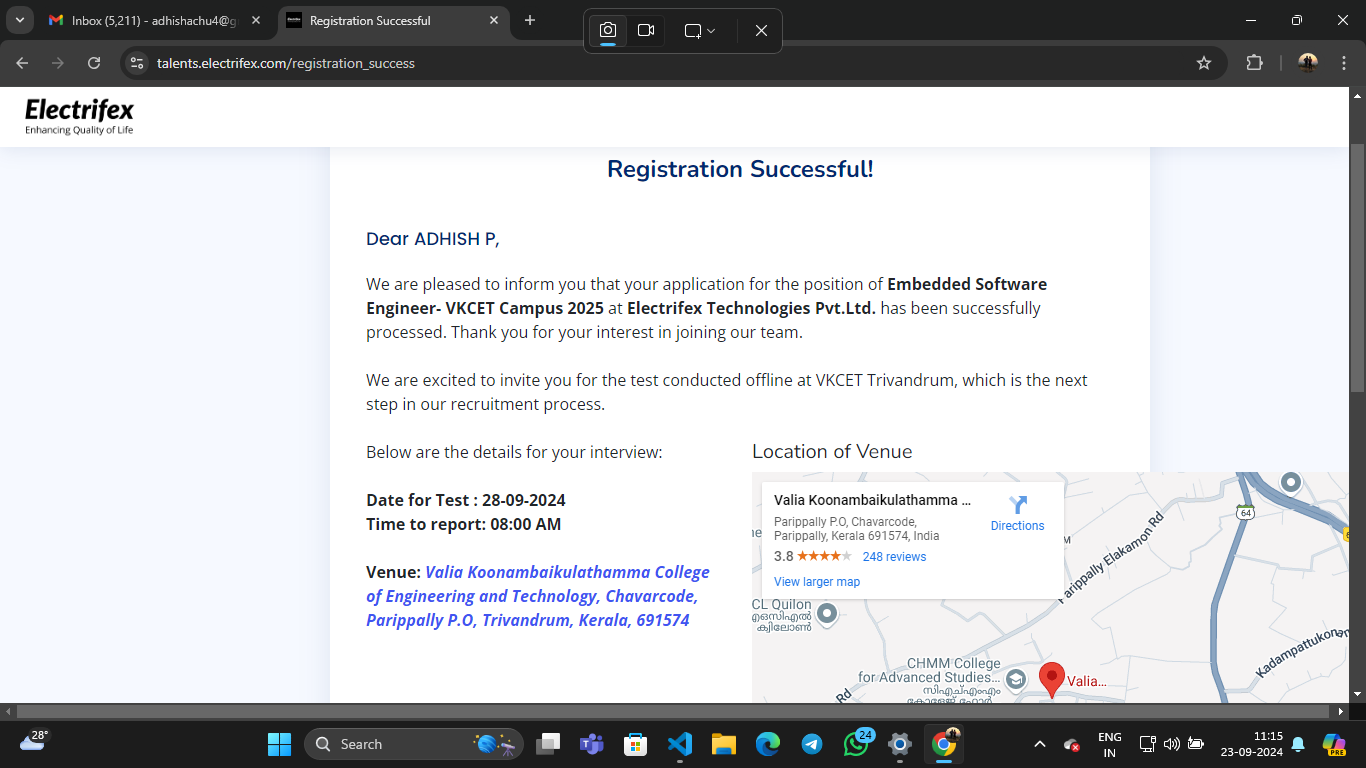 Inbox (5,211) - adhishachu4@g
Registration Successful
talents.electrifex.com/registration_success
Electrifex
Enhancing Quality of Life
Registration Successful!
Dear ADHISH P,
We are pleased to inform you that your application for the position of Embedded Software
Engineer- VKCET Campus 2025 at Electrifex Technologies Pvt.Ltd. has been successfully
processed. Thank you for your interest in joining our team.
We are excited to invite you for the test conducted offline at VKCET Trivandrum, which is the next
step in our recruitment process.
Below are the details for your interview:
Date for Test : 28-09-2024
Time to report: 08:00 AM
Venue: Valia Koonambaikulathamma College
of Engineering and Technology, Chavarcode,
Parippally P.O, Trivandrum, Kerala, 691574
Location of Venue
Valia Koonambaikulathamma ...
Parippally P.O, Chavarcode,
Parippally, Kerala 691574, India
Directions
3.8
248 reviews
View larger map
64
Parippally Elakamon Rd
CL Quilon
ഐഒസിഎൽ
ക്വിലോൺ
Kadampattukona
CHMM College
for Advanced Studies...
സിഎച്ച്എംഎം
Valia...
Rd
28°
Search
PRE
24
ENG
IN
11:15
23-09-2024